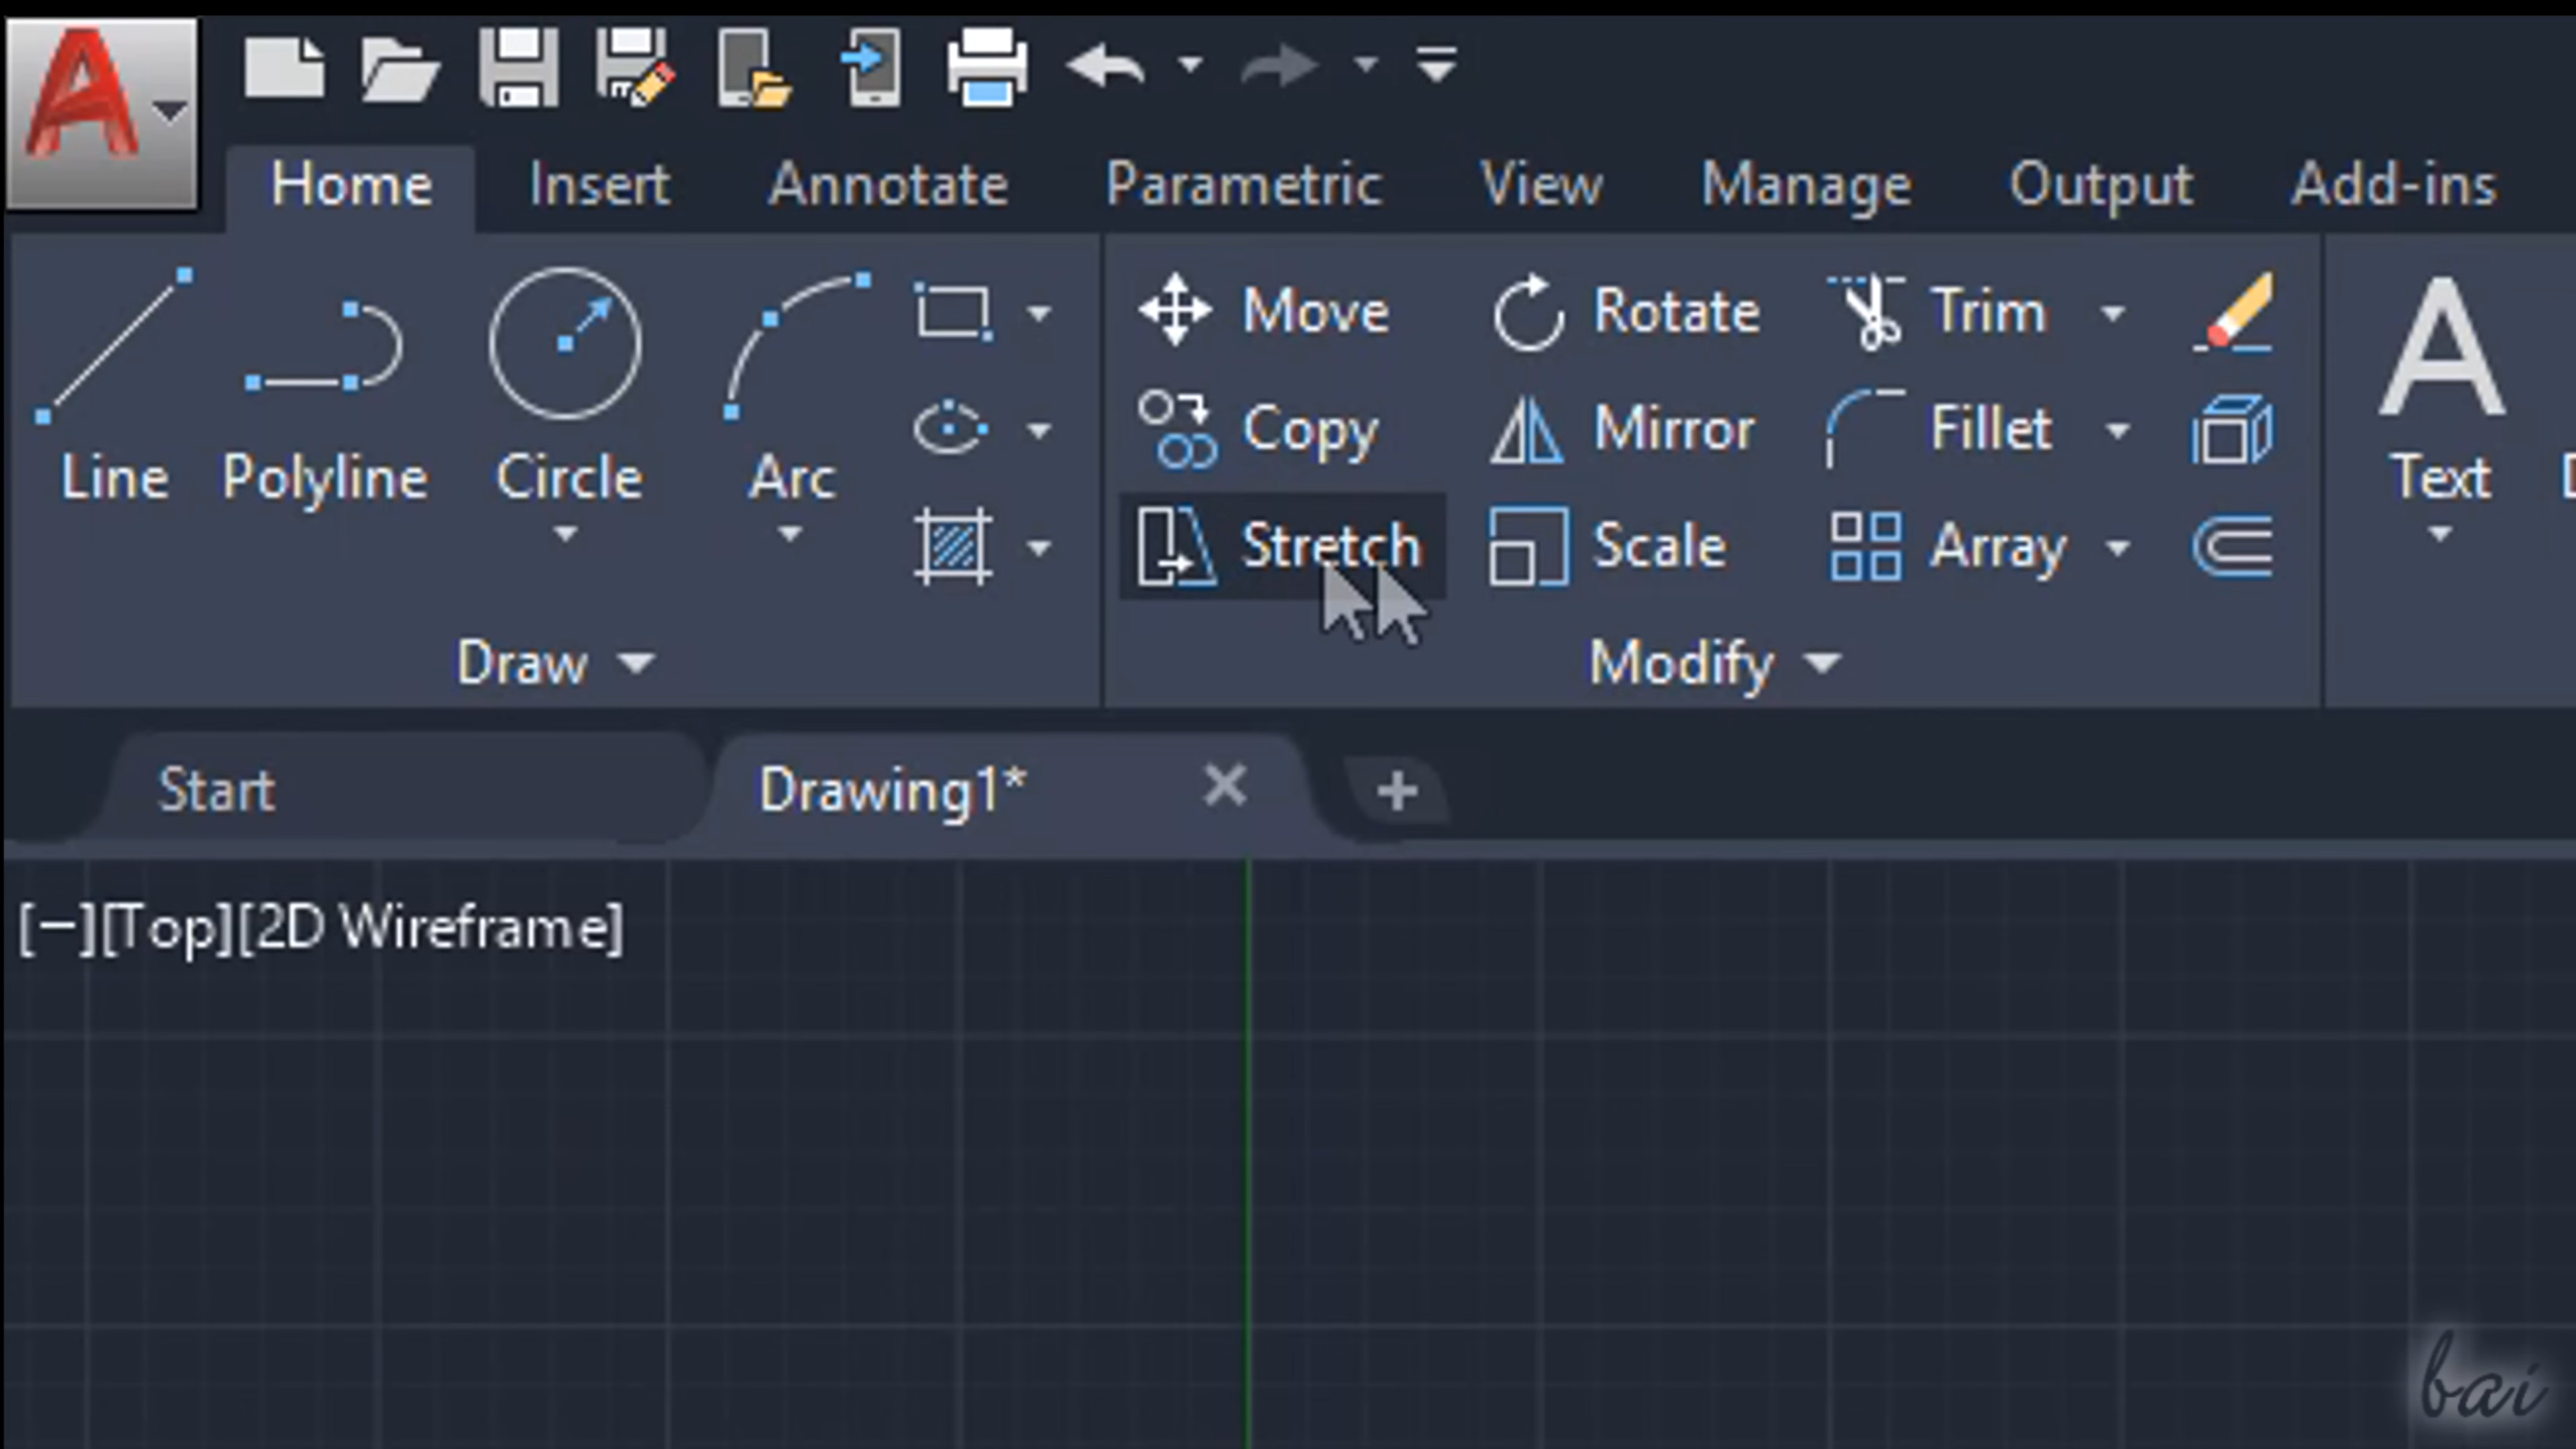 Home Insert Annotate Parametric View Manage Output Add-ins
Move Rotate Trim
Copy Mirror Fillet
Line Polyline Circle Arc Text
Stretch Scale Array
Draw Modify
Start Drawing1*
[−][Top][2D Wireframe]
bai